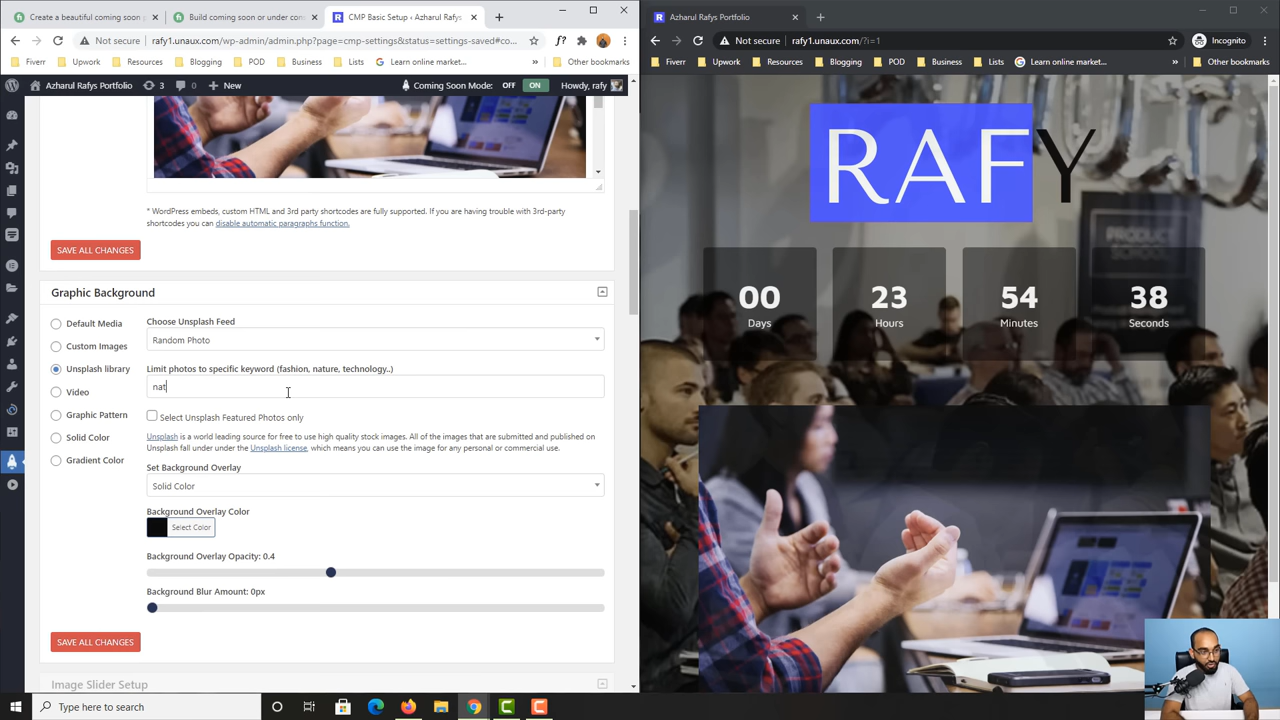 Create a beautiful coming soon p
Build coming soon or under con
CMP Basic Setup ‹ Azharul Rafys
Not secure
rafy1.unaux.com/wp-admin/admin.php?page=cmp-settings&status=settings-saved#co...
Fiverr
Upwork
Resources
Blogging
POD
Business
Lists
Learn online market...
Other bookmarks
Azharul Rafys Portfolio
3
0
New
Coming Soon Mode:
OFF
ON
Howdy, rafy
* WordPress embeds, custom HTML and 3rd party shortcodes are fully supported. If you are having trouble with 3rd-party
shortcodes you can disable automatic paragraphs function.
SAVE ALL CHANGES
Graphic Background
Default Media
Custom Images
Unsplash library
Video
Graphic Pattern
Solid Color
Gradient Color
Choose Unsplash Feed
Random Photo
Limit photos to specific keyword (fashion, nature, technology..)
nat
Select Unsplash Featured Photos only
Unsplash is a world leading source for free to use high quality stock images. All of the images that are submitted and published on
Unsplash fall under under the Unsplash license, which means you can use the image for any personal or commercial use.
Set Background Overlay
Solid Color
Background Overlay Color
Select Color
Background Overlay Opacity: 0.4
Background Blur Amount: 0px
SAVE ALL CHANGES
Image Slider Setup
Type here to search
Azharul Rafys Portfolio
Not secure
rafy1.unaux.com/?i=1
Incognito
Fiverr
Upwork
Resources
Blogging
POD
Business
Lists
Learn online market...
Other bookmarks
RAFY
PRODUCT
SCHOOL
00
Days
23
Hours
54
Minutes
38
Seconds